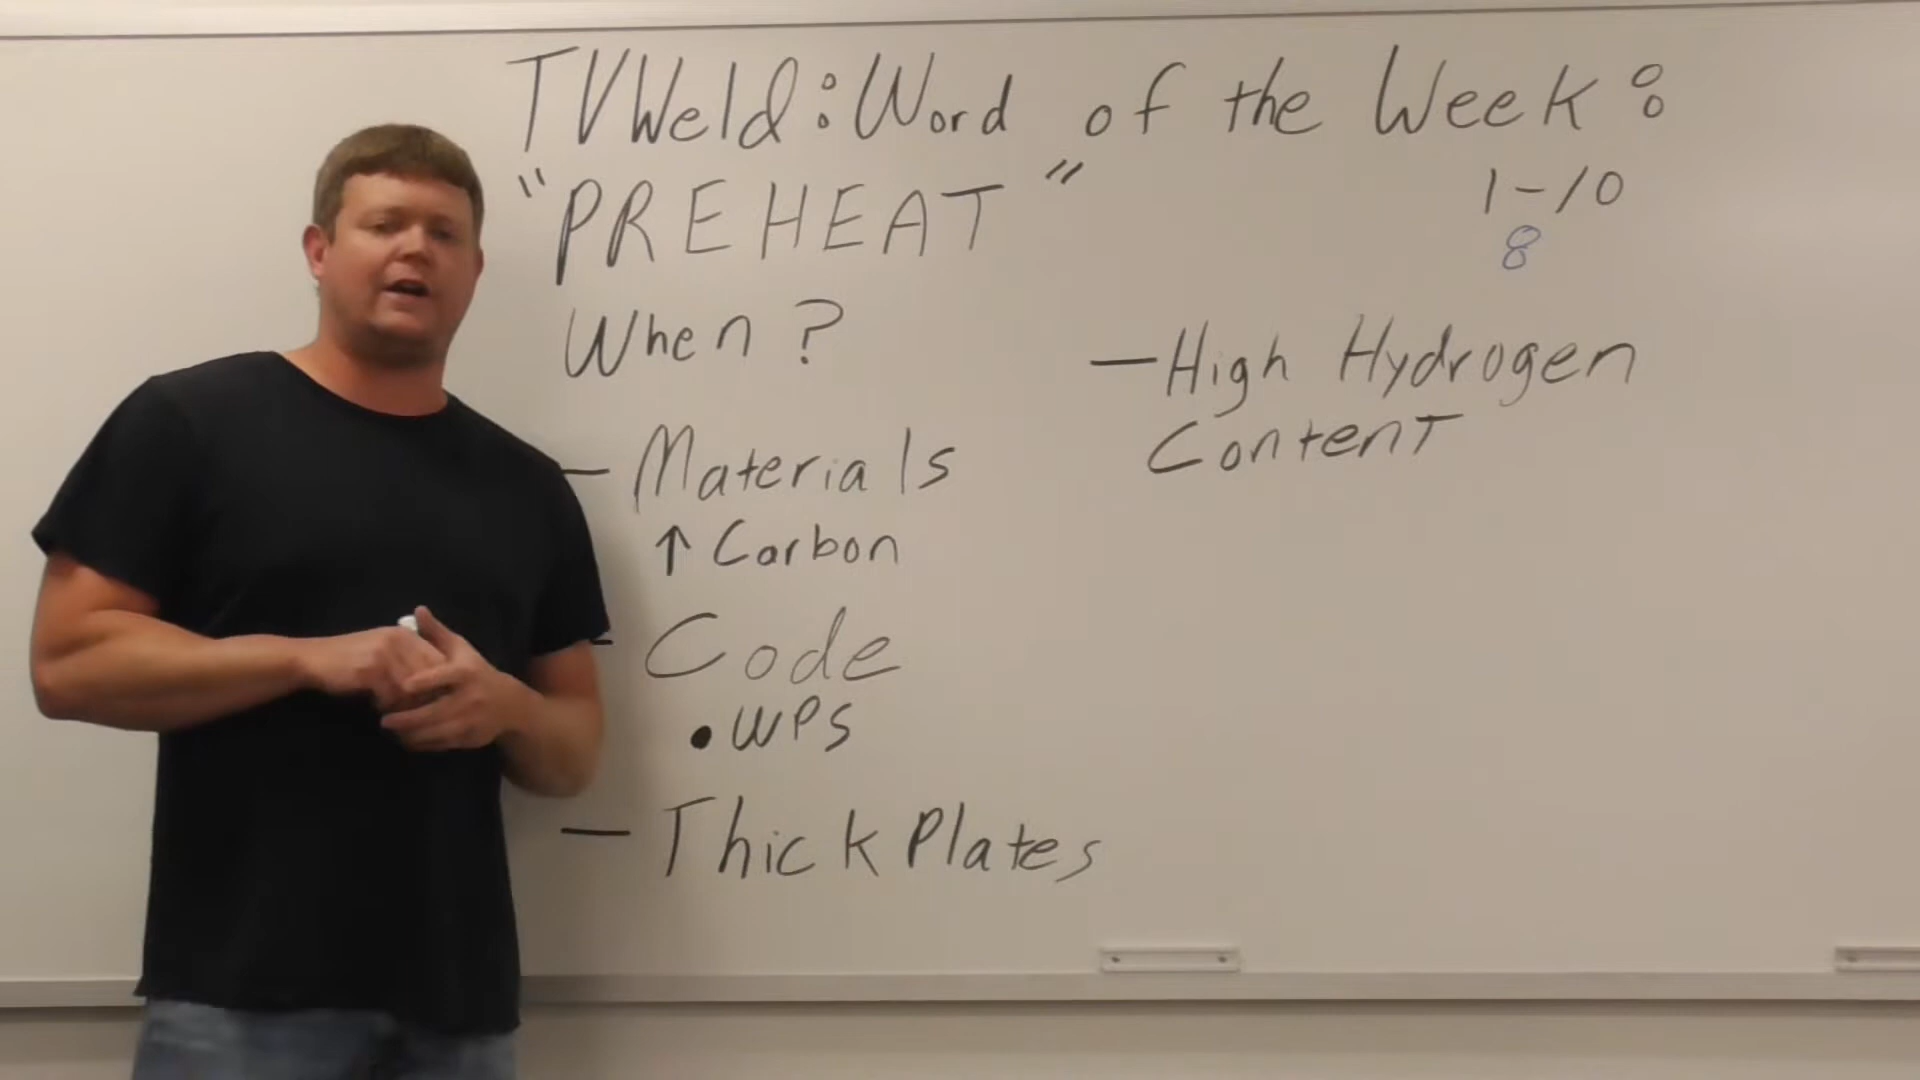 TVWeld: Word of the Week:
"PREHEAT"
1-10
8
When?
- Materials
↑ Carbon
- Code
• WPS
- Thick Plates
- High Hydrogen
Content